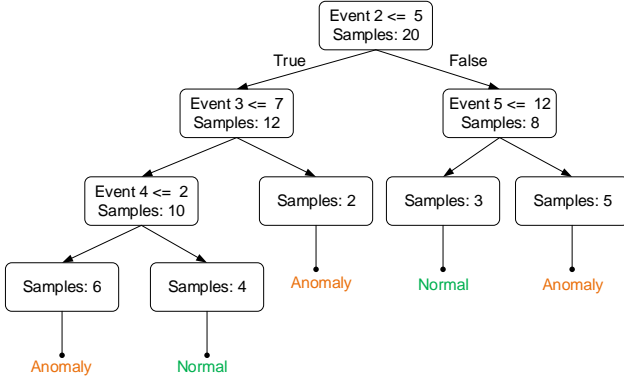 Event 2 <= 5
Samples: 20
True
False
Event 3 <= 7
Samples: 12
Event 5 <= 12
Samples: 8
Event 4 <= 2
Samples: 10
Samples: 2
Samples: 3
Samples: 5
Samples: 6
Samples: 4
Anomaly
Normal
Anomaly
Anomaly
Normal